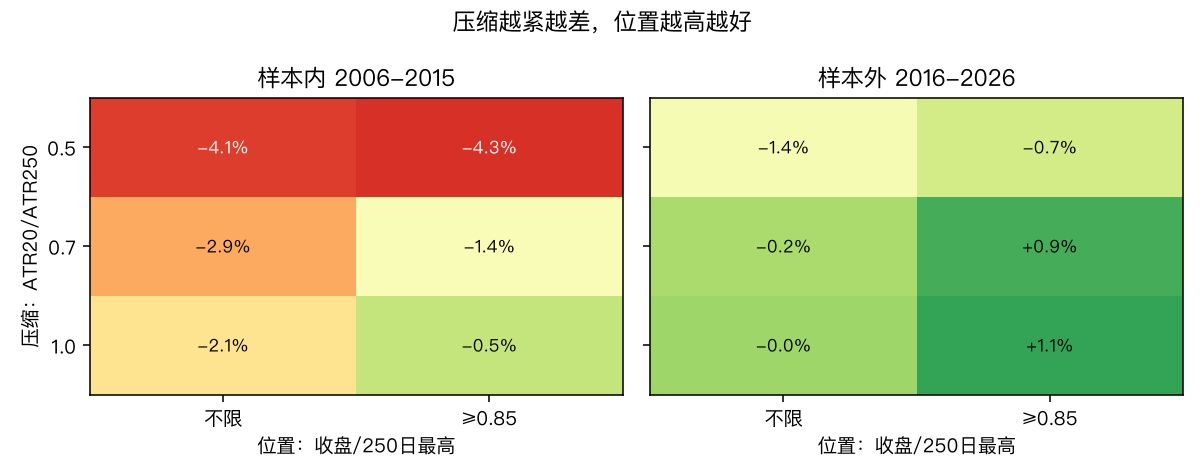 压缩越紧越差，位置越高越好
样本内 2006–2015
压缩：ATR20/ATR250
0.5
−4.1%
−4.3%
0.7
−2.9%
−1.4%
1.0
−2.1%
−0.5%
不限
≥0.85
位置：收盘/250日最高
样本外 2016–2026
−1.4%
−0.7%
−0.2%
+0.9%
−0.0%
+1.1%
不限
≥0.85
位置：收盘/250日最高